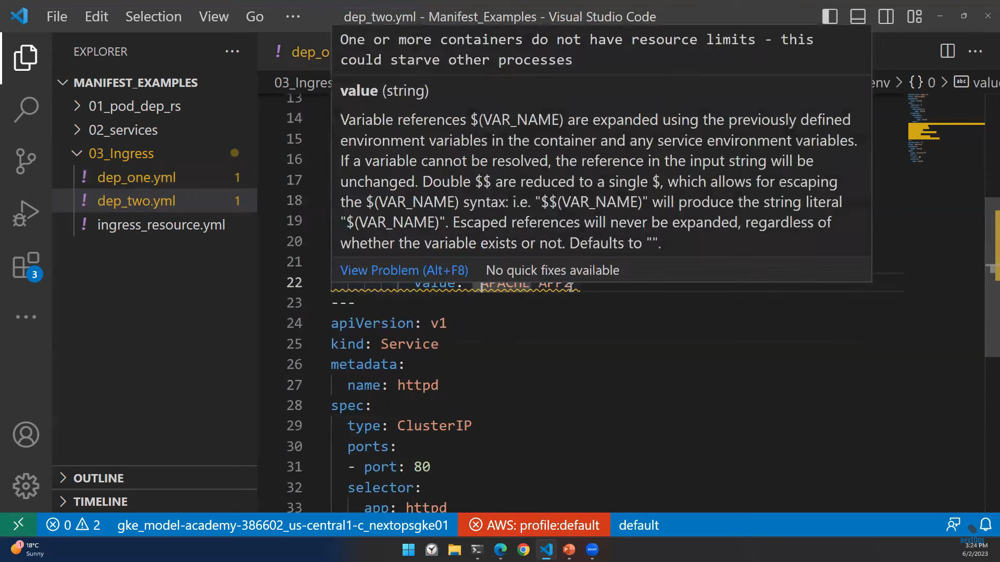 File Edit Selection View Go ··· dep_two.yml - Manifest_Examples - Visual Studio Code
EXPLORER ···
MANIFEST_EXAMPLES
01_pod_dep_rs
02_services
03_Ingress
! dep_one.yml 1
! dep_two.yml 1
! ingress_resource.yml
OUTLINE
TIMELINE
3
! dep_o
03_Ingres
env > {} 0 > abc valu
One or more containers do not have resource limits - this
could starve other processes
value (string)
Variable references $(VAR_NAME) are expanded using the previously defined
environment variables in the container and any service environment variables.
If a variable cannot be resolved, the reference in the input string will be
unchanged. Double $$ are reduced to a single $, which allows for escaping
the $(VAR_NAME) syntax: i.e. "$$(VAR_NAME)" will produce the string literal
"$(VAR_NAME)". Escaped references will never be expanded, regardless of
whether the variable exists or not. Defaults to "".
View Problem (Alt+F8) No quick fixes available
13
14
15
16
17
18
19
20
21
22 value: APACHE APP2
23 ---
24 apiVersion: v1
25 kind: Service
26 metadata:
27 name: httpd
28 spec:
29 type: ClusterIP
30 ports:
31 - port: 80
32 selector:
33 app: httpd
0 2 gke_model-academy-386602_us-central1-c_nextopsgke01 AWS: profile:default default
1 18°C
Sunny
zoom
nextOps
3:24 PM
6/2/2023